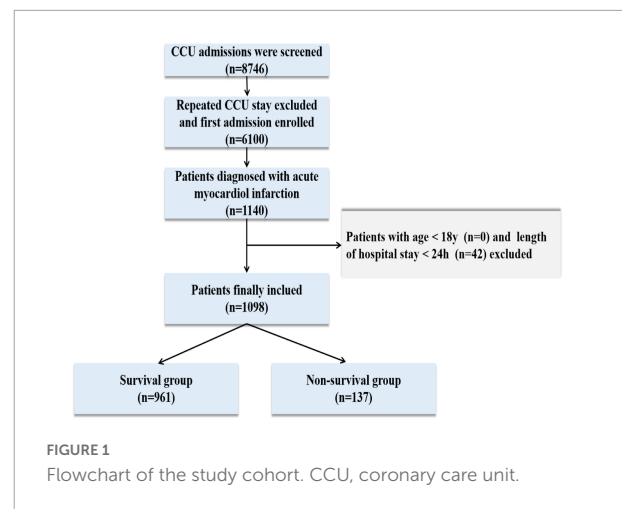 CCU admissions were screened
(n=8746)
Repeated CCU stay excluded
and first admission enrolled
(n=6100)
Patients diagnosed with acute
myocardiol infarction
(n=1140)
Patients with age < 18y (n=0) and length
of hospital stay < 24h (n=42) excluded
Patients finally inclued
(n=1098)
Survival group
(n=961)
Non-survival group
(n=137)
FIGURE 1
Flowchart of the study cohort. CCU, coronary care unit.